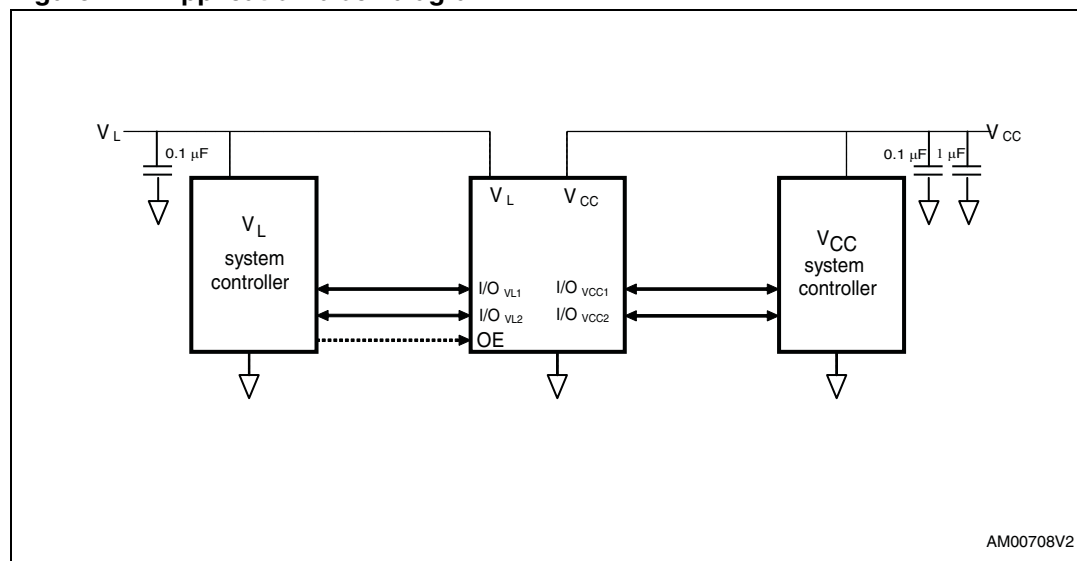 V L
V CC
0.1 µF
0.1 µF
1 µF
V L
system
controller
V L
V CC
I/O VL1
I/O VL2
OE
I/O VCC1
I/O VCC2
VCC
system
controller
AM00708V2